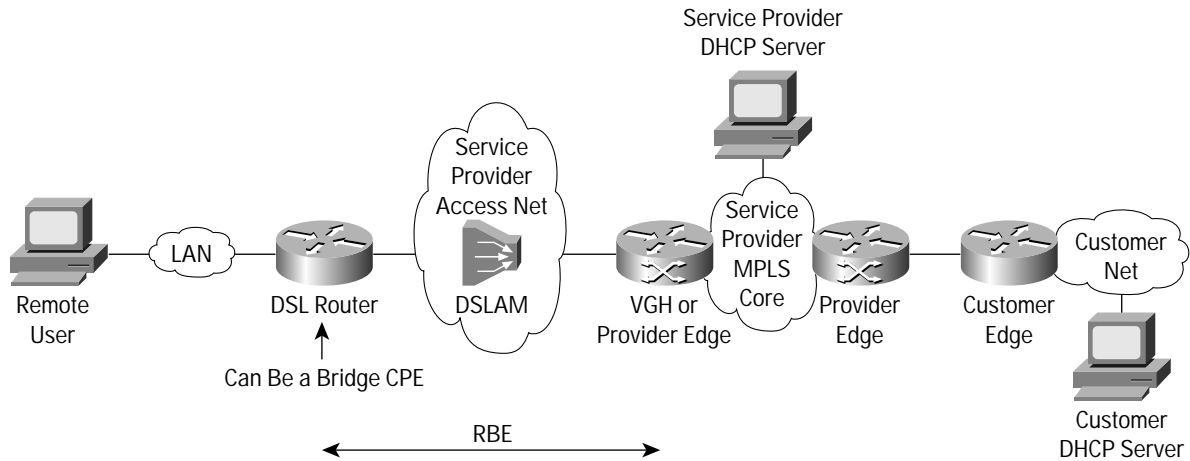 Service Provider
DHCP Server
Service
Provider
Access Net
Service
Provider
MPLS
Core
LAN
Customer
Net
Remote
User
DSL Router
DSLAM
VGH or
Provider Edge
Provider
Edge
Customer
Edge
Can Be a Bridge CPE
Customer
DHCP Server
RBE